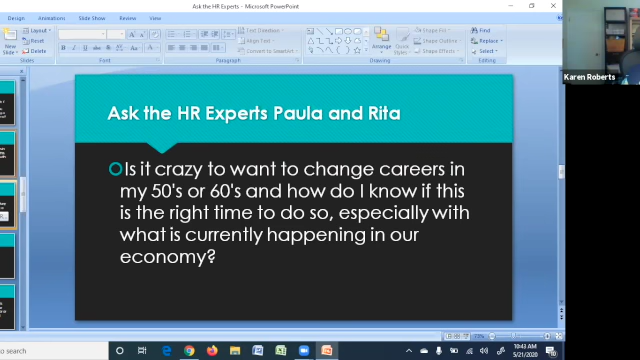 Ask the HR Experts - Microsoft PowerPoint
Design Animations Slide Show Review View
New Slide
Layout
Reset
Delete
Font
Paragraph
Text Direction
Align Text
Convert to SmartArt
Arrange
Quick Styles
Shape Fill
Shape Outline
Shape Effects
Drawing
Find
Replace
Select
Editing
Karen Roberts
Ask the HR Experts Paula and Rita
Is it crazy to want to change careers in
my 50's or 60's and how do I know if this
is the right time to do so, especially with
what is currently happening in our
economy?
to search
10:43 AM
5/21/2020